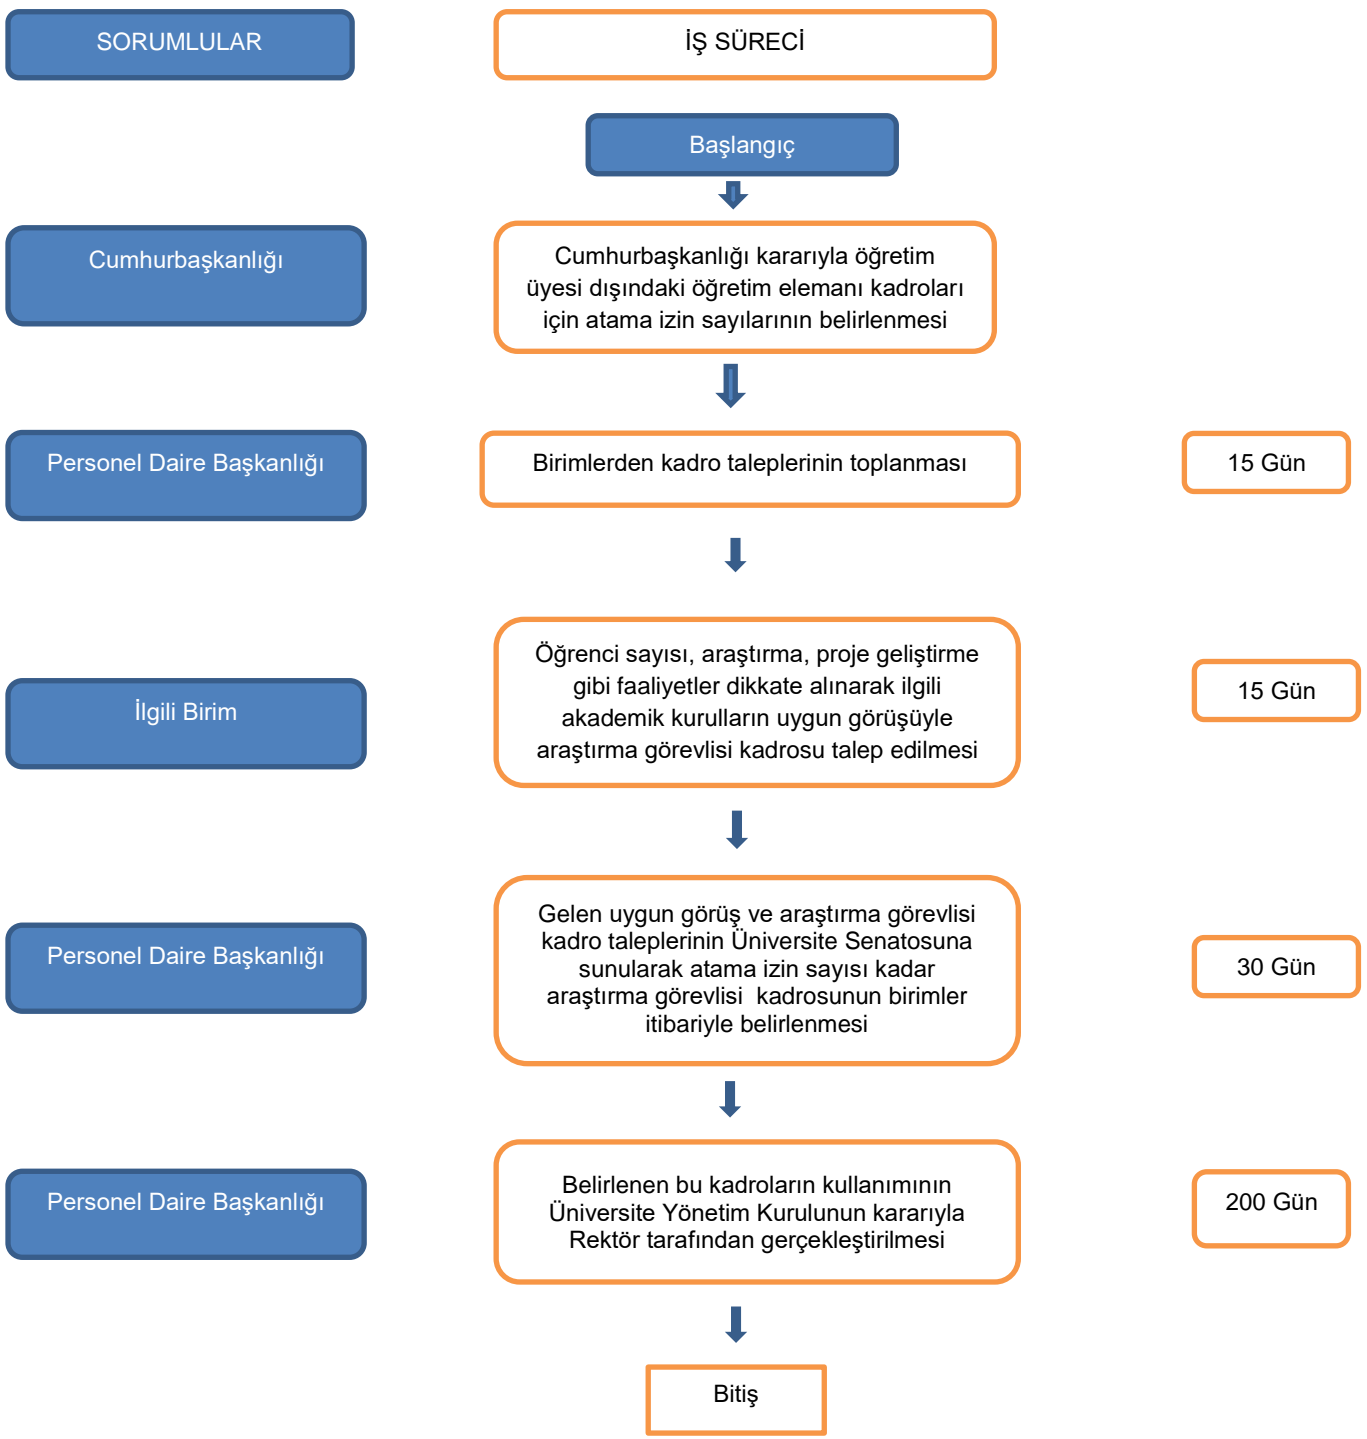 SORUMLULAR
İŞ SÜRECİ
Başlangıç
Cumhurbaşkanlığı
Cumhurbaşkanlığı kararıyla öğretim
üyesi dışındaki öğretim elemanı kadroları
için atama izin sayılarının belirlenmesi
Personel Daire Başkanlığı
Birimlerden kadro taleplerinin toplanması
15 Gün
İlgili Birim
Öğrenci sayısı, araştırma, proje geliştirme
gibi faaliyetler dikkate alınarak ilgili
akademik kurulların uygun görüşüyle
araştırma görevlisi kadrosu talep edilmesi
15 Gün
Personel Daire Başkanlığı
Gelen uygun görüş ve araştırma görevlisi
kadro taleplerinin Üniversite Senatosuna
sunularak atama izin sayısı kadar
araştırma görevlisi  kadrosunun birimler
itibariyle belirlenmesi
30 Gün
Personel Daire Başkanlığı
Belirlenen bu kadroların kullanımının
Üniversite Yönetim Kurulunun kararıyla
Rektör tarafından gerçekleştirilmesi
200 Gün
Bitiş